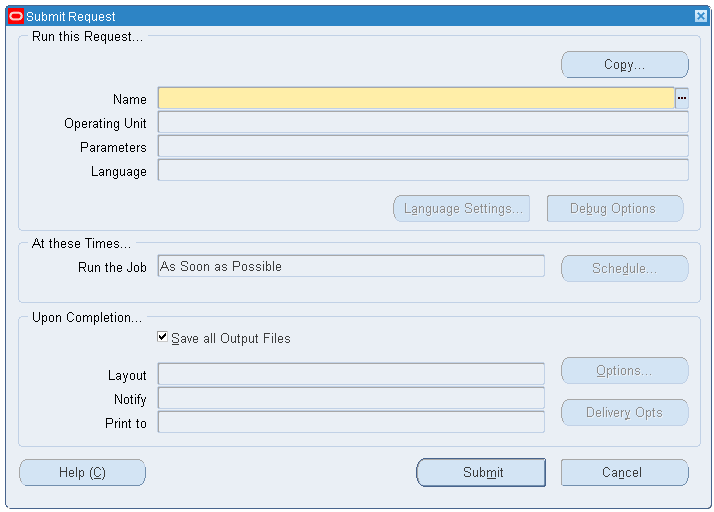 Submit Request
Run this Request...
Copy...
Name
Operating Unit
Parameters
Language
Language Settings... Debug Options
At these Times...
Run the Job As Soon as Possible Schedule...
Upon Completion...
Save all Output Files
Layout Options...
Notify
Delivery Opts
Print to
Help (C) Submit Cancel